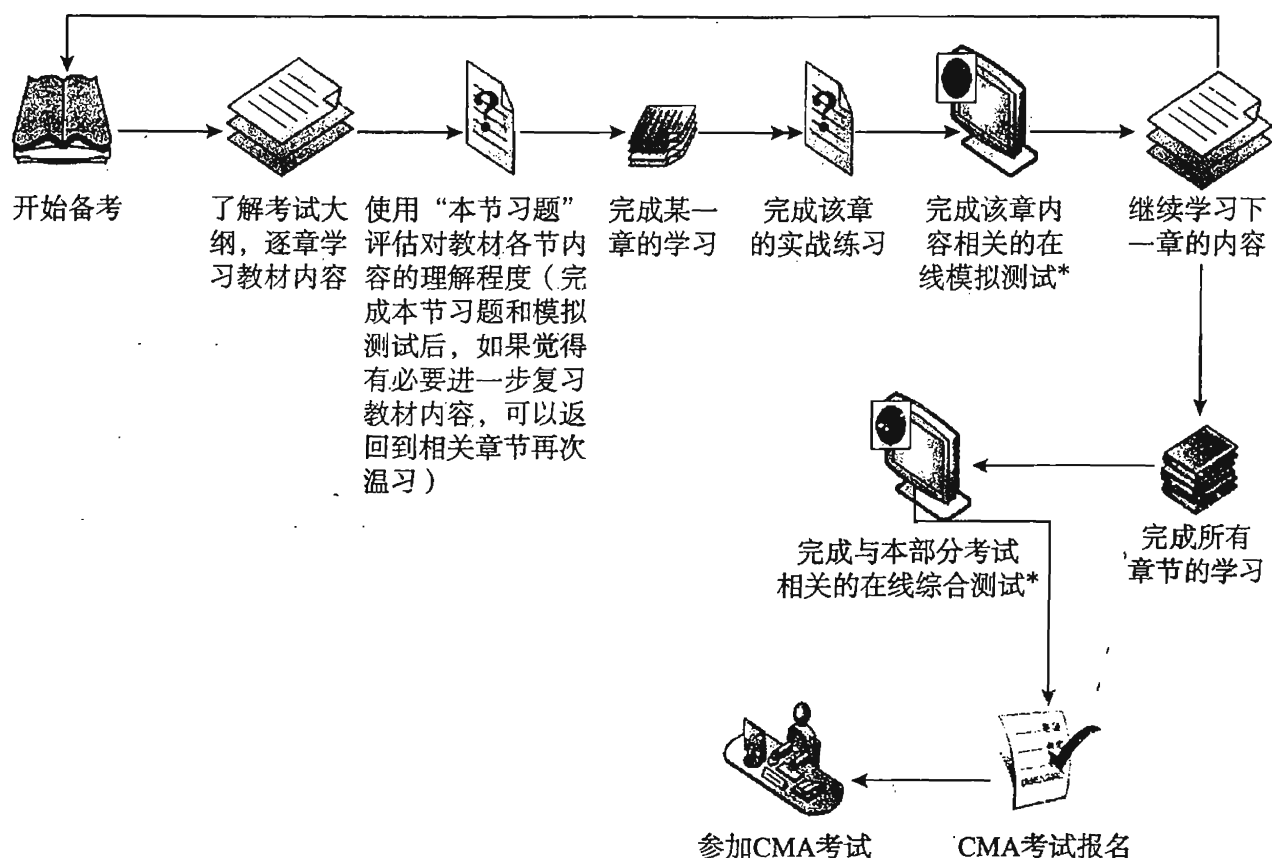 开始备考
了解考试大
纲，逐章学
习教材内容
使用“本节习题”
评估对教材各节内
容的理解程度（完
成本节习题和模拟
测试后，如果觉得
有必要进一步复习
教材内容，可以返
回到相关章节再次
温习）
完成某一
章的学习
完成该章
的实战练习
完成该章内
容相关的在
线模拟测试*
继续学习下
一章的内容
完成所有
章节的学习
完成与本部分考试
相关的在线综合测试*
CMA考试报名
参加CMA考试